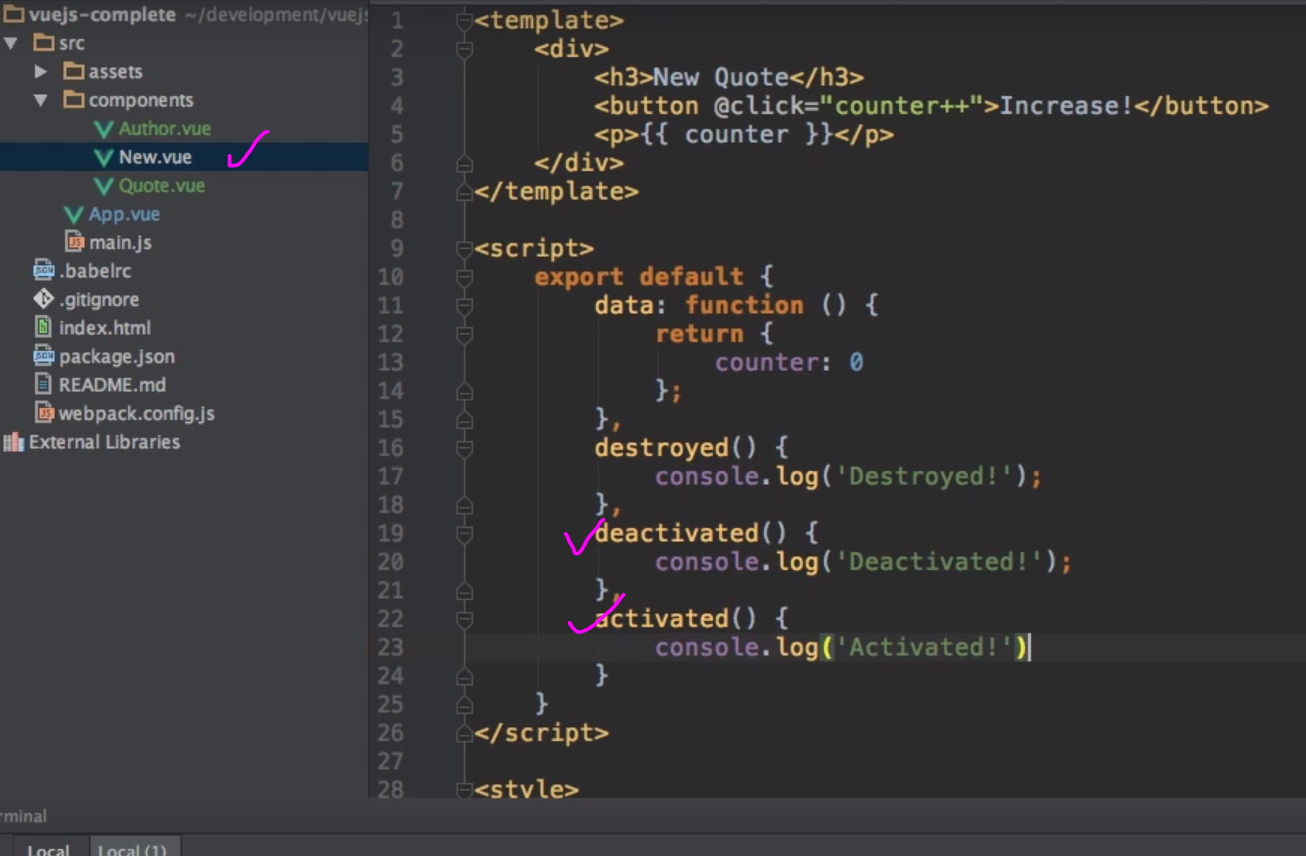 vuejs-complete ~/development/vuejs
src
assets
components
Author.vue
New.vue
Quote.vue
App.vue
main.js
.babelrc
.gitignore
index.html
package.json
README.md
webpack.config.js
External Libraries
1 <template>
2 <div>
3 <h3>New Quote</h3>
4 <button @click="counter++">Increase!</button>
5 <p>{{ counter }}</p>
6 </div>
7 </template>
8
9 <script>
10 export default {
11 data: function () {
12 return {
13 counter: 0
14 };
15 },
16 destroyed() {
17 console.log('Destroyed!');
18 },
19 deactivated() {
20 console.log('Deactivated!');
21 },
22 activated() {
23 console.log('Activated!')
24 }
25 }
26 </script>
27
28 <style>
rminal
Local Local (1)